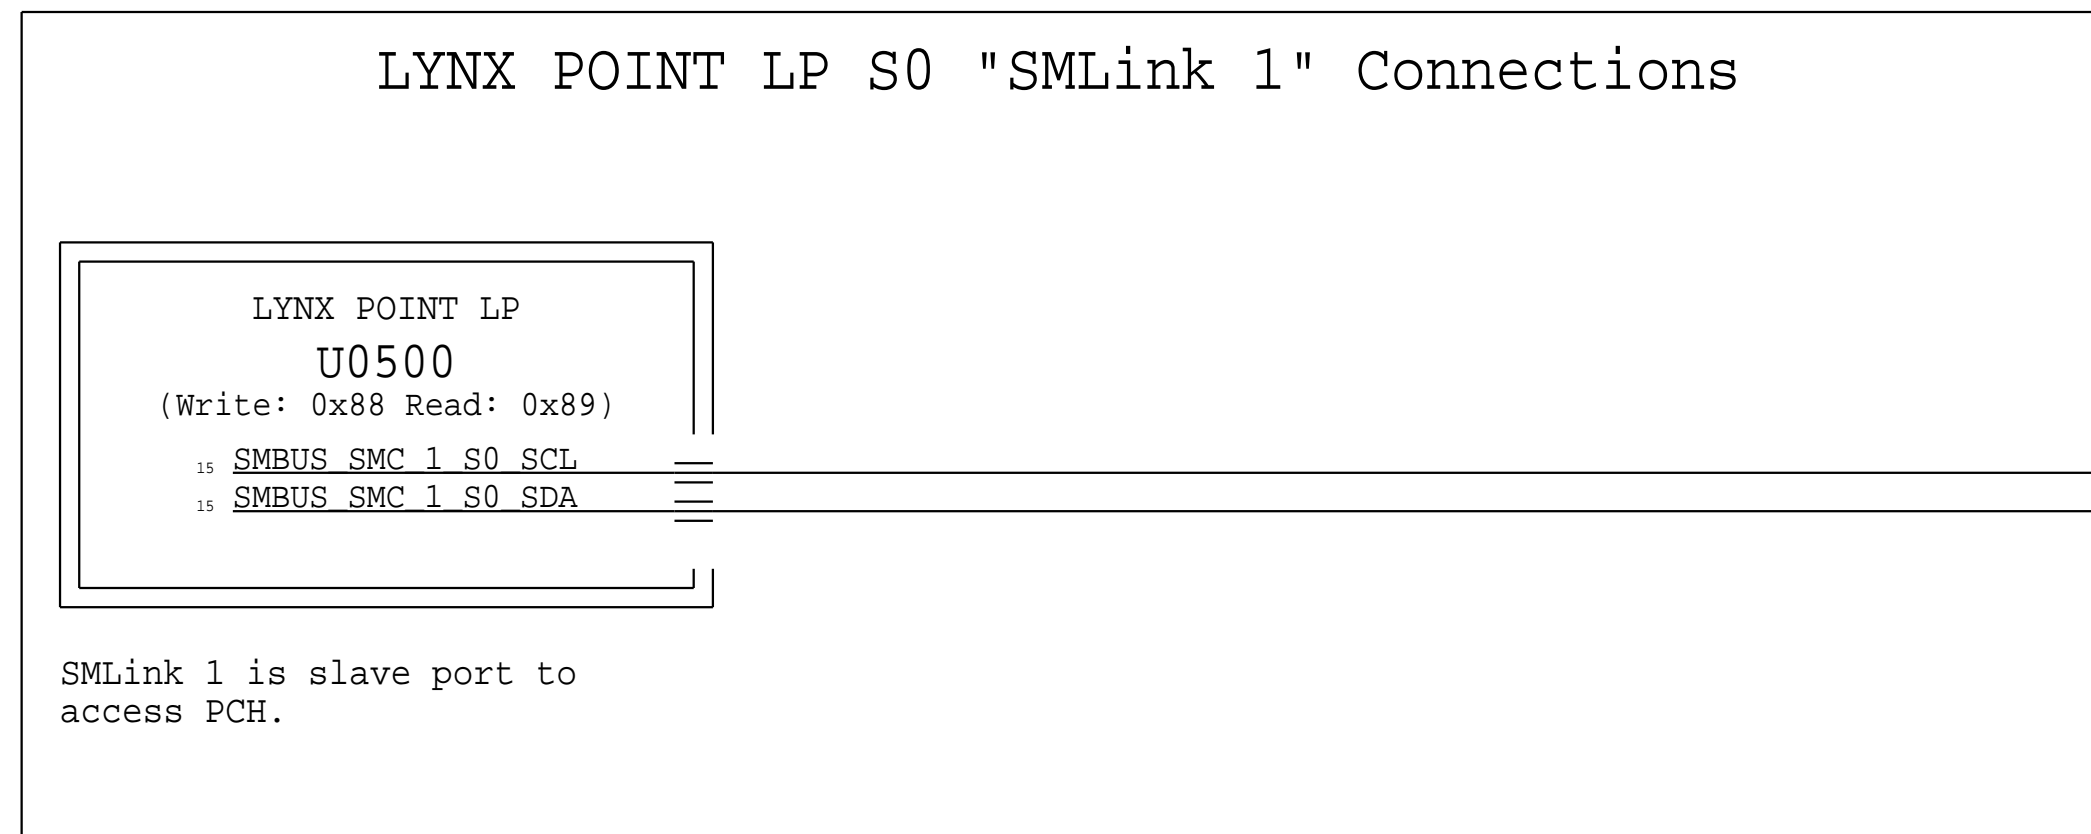 LYNX POINT LP S0 "SMLink 1" Connections
LYNX POINT LP
U0500
(Write: 0x88 Read: 0x89)
15 SMBUS_SMC_1_S0_SCL
15 SMBUS_SMC_1_S0_SDA
SMLink 1 is slave port to
access PCH.